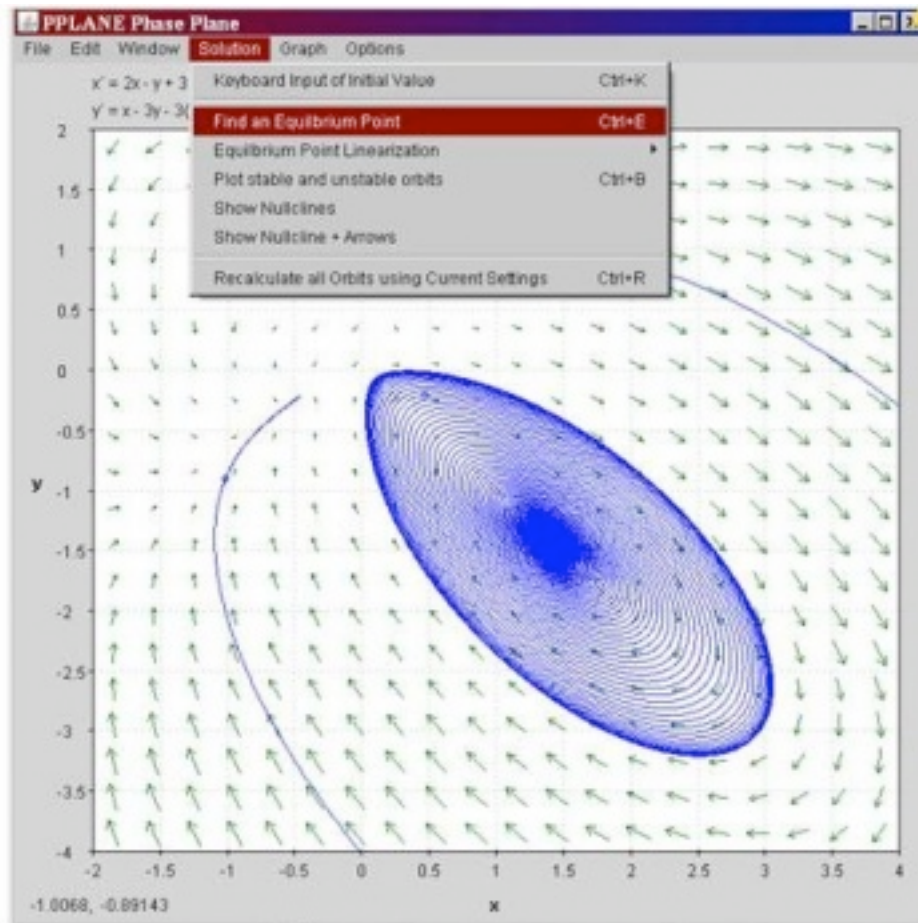 PPLANE Phase Plane
File Edit Window Solution Graph Options
x' = 2x - y + 3
y' = x - 3y - 3(
Keyboard Input of Initial Value Ctrl+K
Find an Equilbrium Point Ctrl+E
Equilbrium Point Linearization
Plot stable and unstable orbits Ctrl+B
Show Nullclines
Show Nullcline + Arrows
Recalculate all Orbits using Current Settings Ctrl+R
2
1.5
1
0.5
0
-0.5
y
-1
-1.5
-2
-2.5
-3
-3.5
-4
-2 -1.5 -1 -0.5 0 0.5 1 1.5 2 2.5 3 3.5 4
-1.0068, -0.89143
x